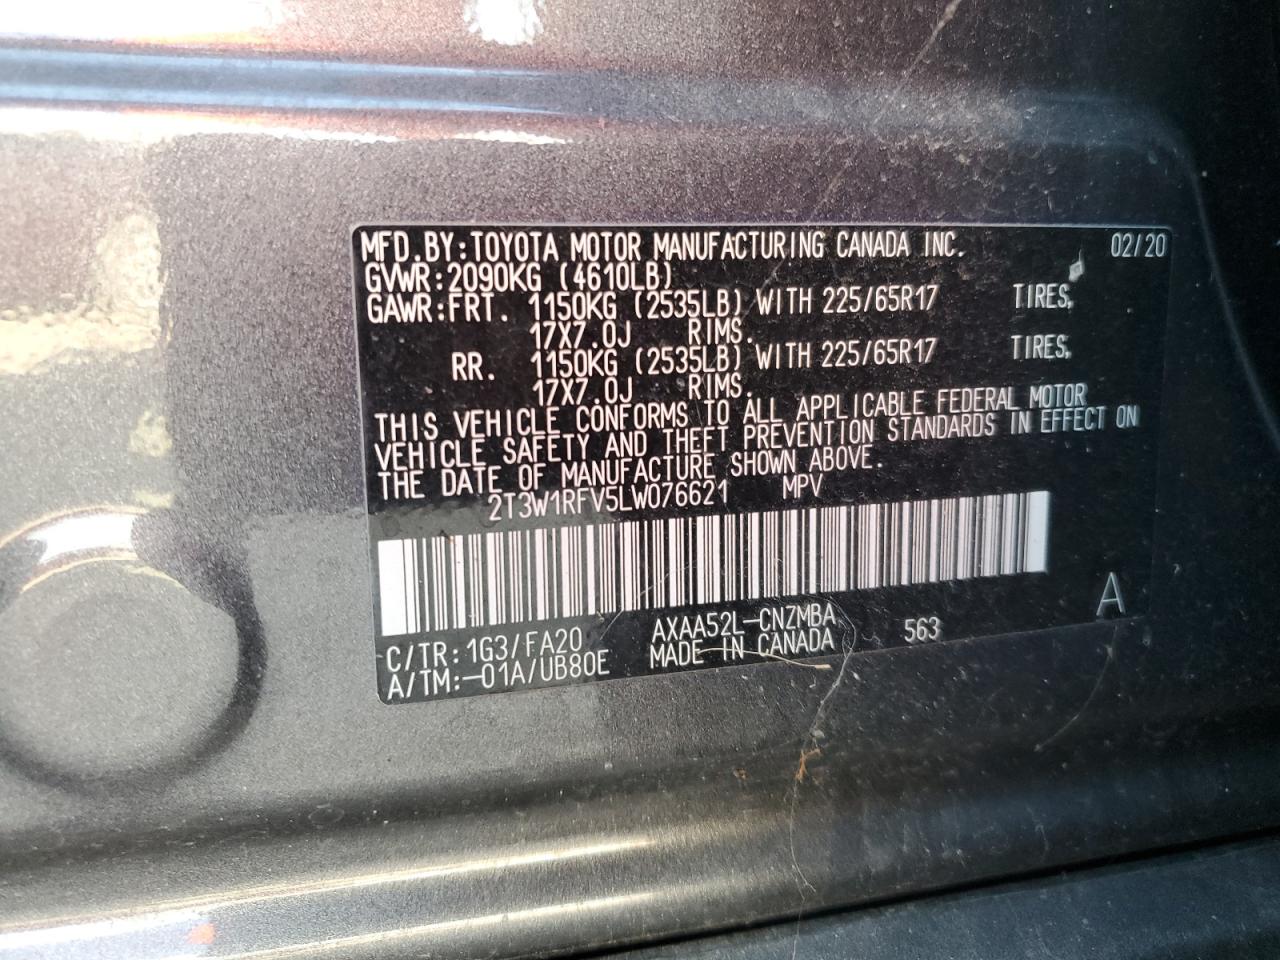 MFD.BY:TOYOTA MOTOR MANUFACTURING CANADA INC. 02/20
GVWR:2090KG (4610LB)
GAWR:FRT. 1150KG (2535LB) WITH 225/65R17 TIRES,
17X7.0J RIMS.
RR. 1150KG (2535LB) WITH 225/65R17 TIRES,
17X7.0J RIMS.
THIS VEHICLE CONFORMS TO ALL APPLICABLE FEDERAL MOTOR
VEHICLE SAFETY AND THEFT PREVENTION STANDARDS IN EFFECT ON
THE DATE OF MANUFACTURE SHOWN ABOVE.
2T3W1RFV5LW076621 MPV
C/TR:1G3/FA20 AXAA52L-CNZMBA 563 A
A/TM:-01A/UB80E MADE IN CANADA